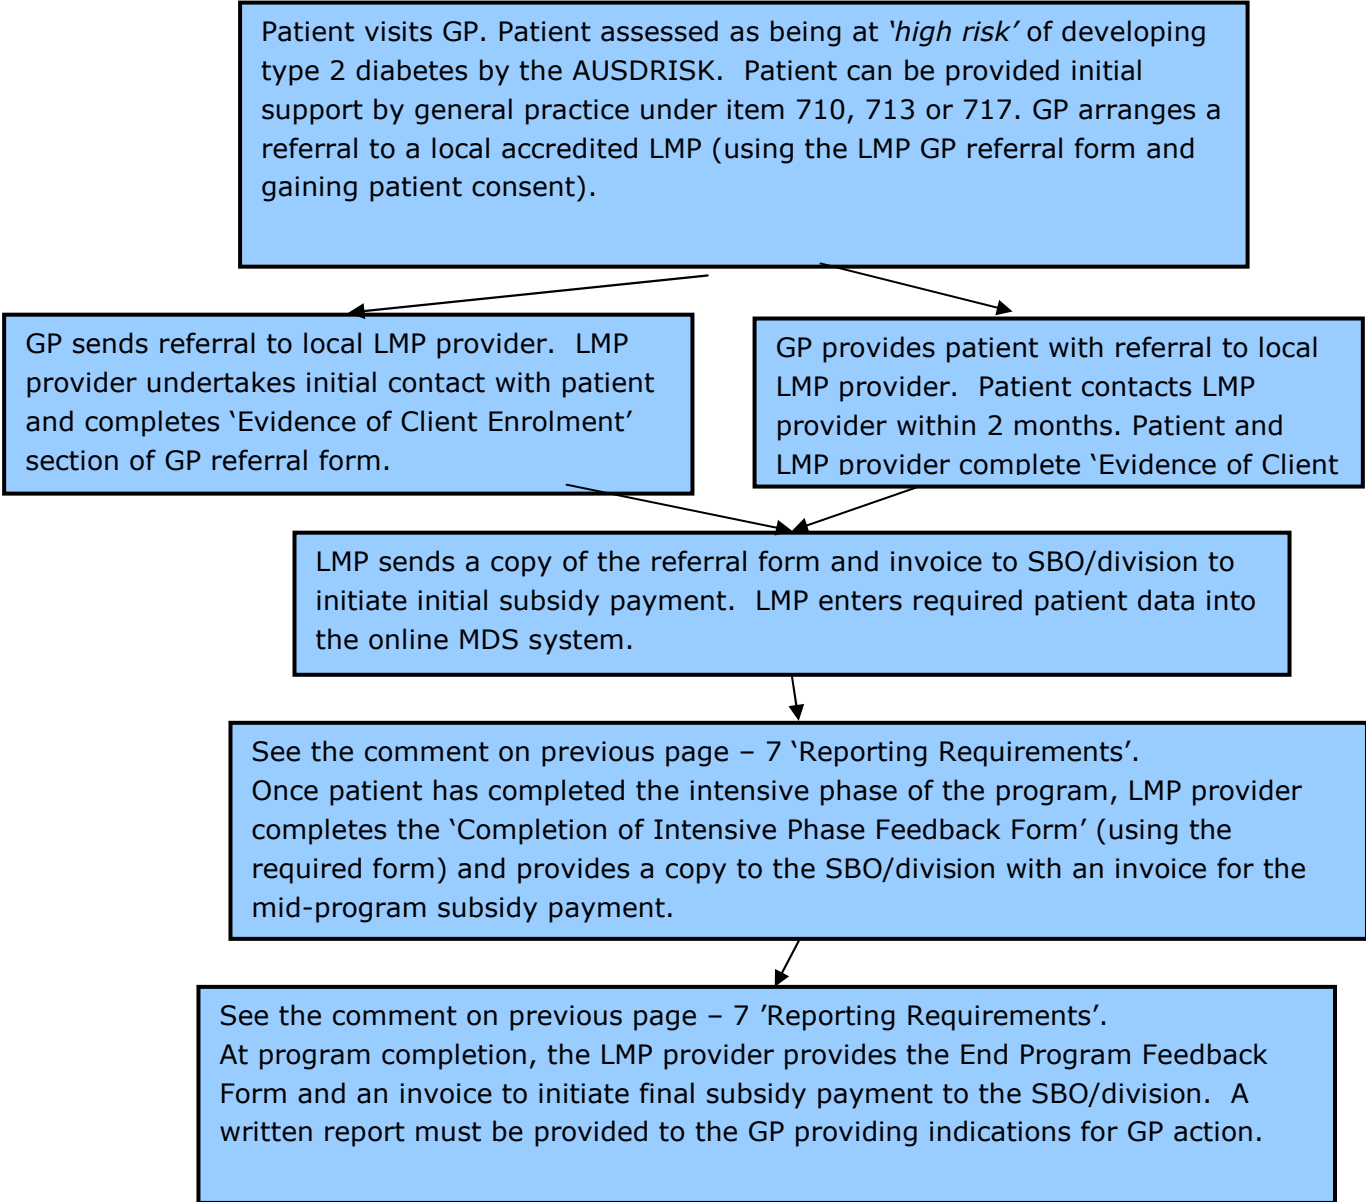 Patient visits GP. Patient assessed as being at ‘high risk’ of developing
type 2 diabetes by the AUSDRISK.  Patient can be provided initial
support by general practice under item 710, 713 or 717. GP arranges a
referral to a local accredited LMP (using the LMP GP referral form and
gaining patient consent).
GP sends referral to local LMP provider.  LMP
provider undertakes initial contact with patient
and completes ‘Evidence of Client Enrolment’
section of GP referral form.
GP provides patient with referral to local
LMP provider.  Patient contacts LMP
provider within 2 months. Patient and
LMP provider complete ‘Evidence of Client
LMP sends a copy of the referral form and invoice to SBO/division to
initiate initial subsidy payment.  LMP enters required patient data into
the online MDS system.
See the comment on previous page – 7 ‘Reporting Requirements’.
Once patient has completed the intensive phase of the program, LMP provider
completes the ‘Completion of Intensive Phase Feedback Form’ (using the
required form) and provides a copy to the SBO/division with an invoice for the
mid-program subsidy payment.
See the comment on previous page – 7 ’Reporting Requirements’.
At program completion, the LMP provider provides the End Program Feedback
Form and an invoice to initiate final subsidy payment to the SBO/division.  A
written report must be provided to the GP providing indications for GP action.